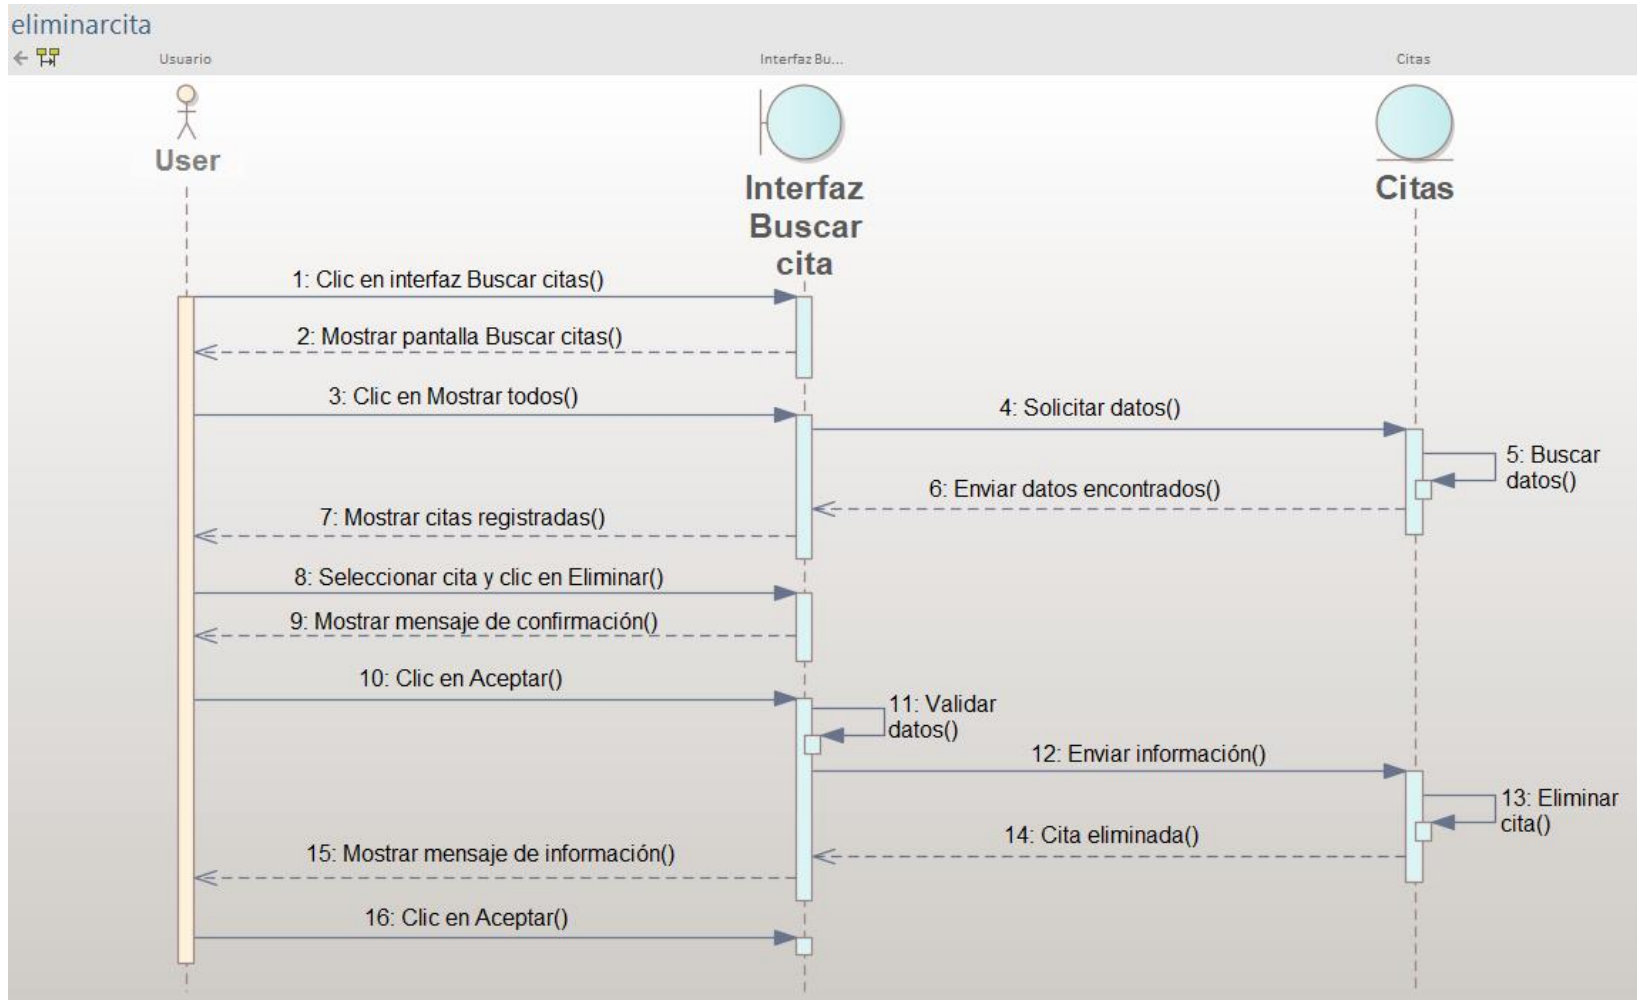 eliminarcita
Usuario
Interfaz Bu...
Citas
User
Interfaz
Buscar
cita
Citas
1: Clic en interfaz Buscar citas()
2: Mostrar pantalla Buscar citas()
3: Clic en Mostrar todos()
4: Solicitar datos()
5: Buscar
datos()
6: Enviar datos encontrados()
7: Mostrar citas registradas()
8: Seleccionar cita y clic en Eliminar()
9: Mostrar mensaje de confirmación()
10: Clic en Aceptar()
11: Validar
datos()
12: Enviar información()
13: Eliminar
cita()
14: Cita eliminada()
15: Mostrar mensaje de información()
16: Clic en Aceptar()